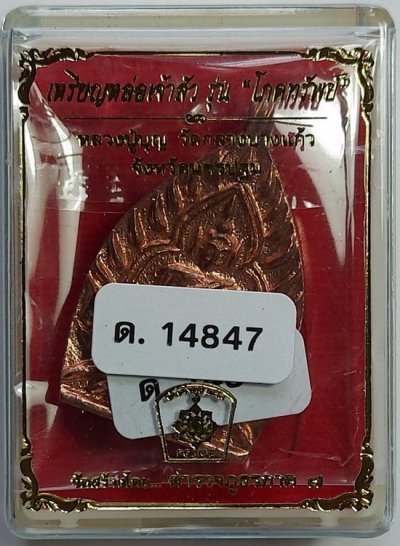 เหรียญหล่อเจ้าสัว รุ่น "โภคทรัพย์"
หลวงปู่บุญ วัดกลางบางแก้ว
จังหวัดนครปฐม
ด. 14847
ด.
จัดสร้างโดย... ตำรวจภูธรภาค ๗